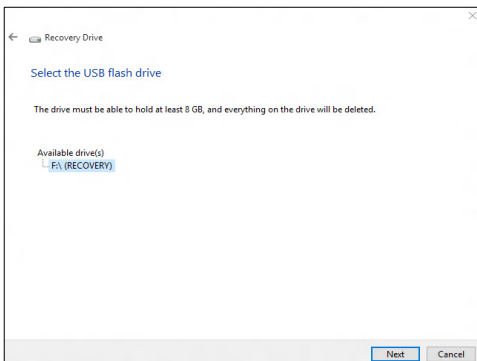 Recovery Drive
Select the USB flash drive
The drive must be able to hold at least 8 GB, and everything on the drive will be deleted.
Available drive(s)
F:\ (RECOVERY)
Next Cancel